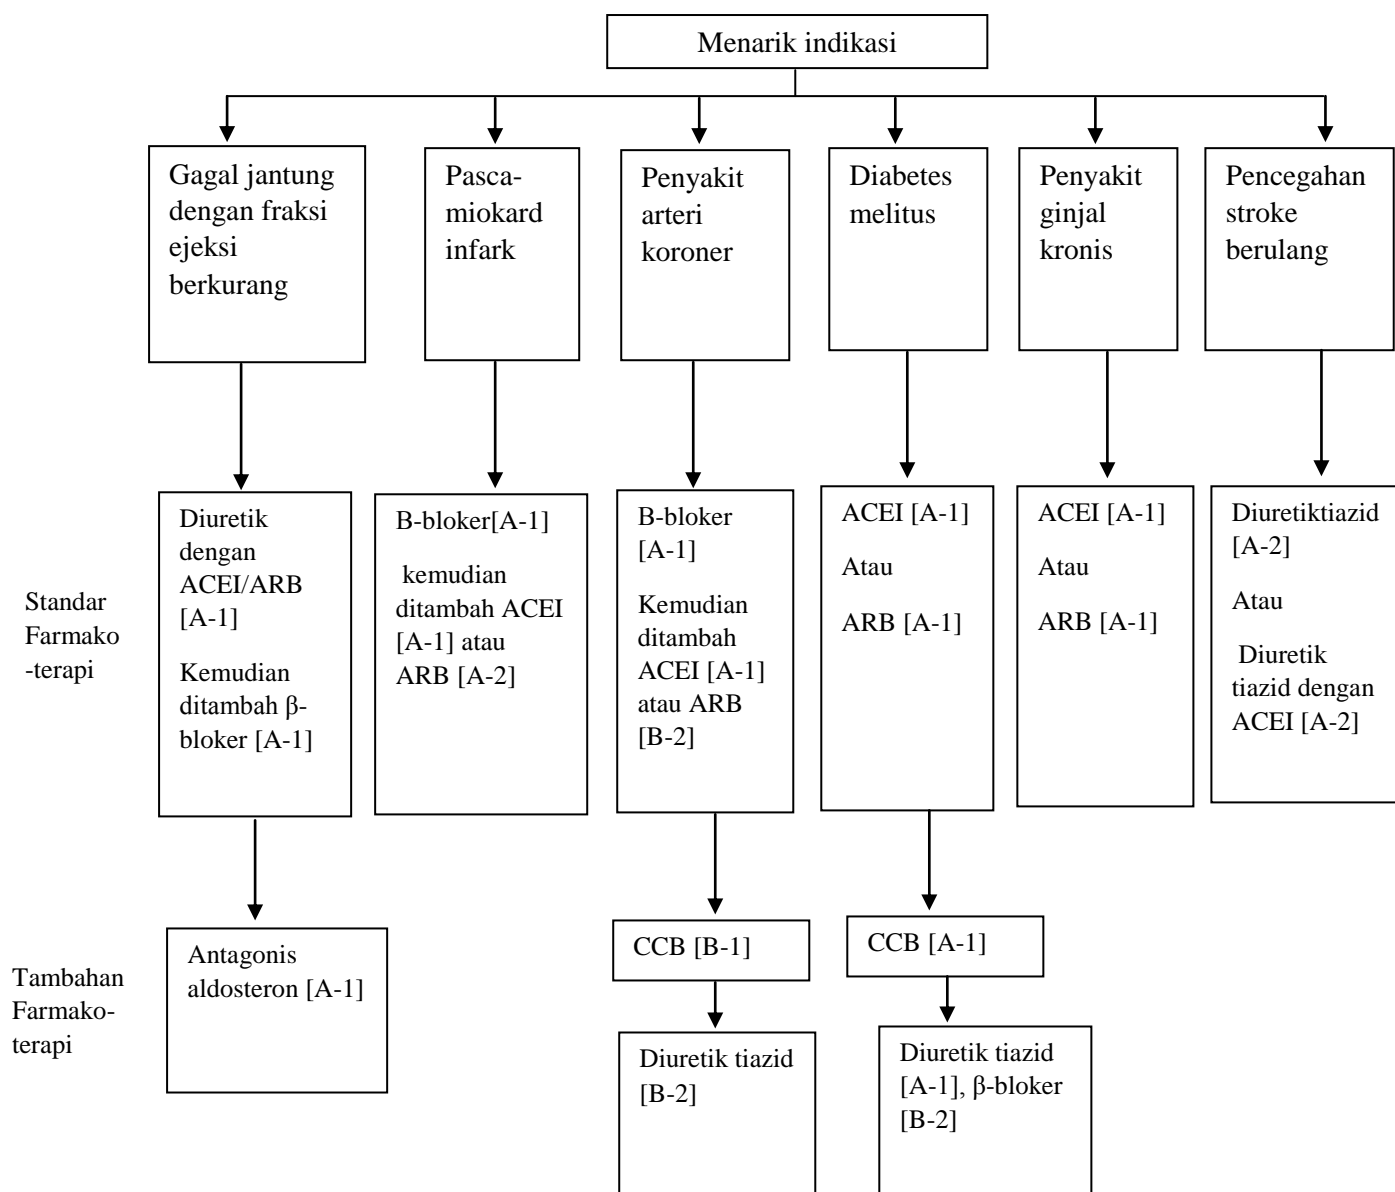 Menarik indikasi
Gagal jantung
dengan fraksi
ejeksi
berkurang
Pasca-
miokard
infark
Penyakit
arteri
koroner
Diabetes
melitus
Penyakit
ginjal
kronis
Pencegahan
stroke
berulang
Standar
Farmako
-terapi
Diuretik
dengan
ACEI/ARB
[A-1]
Kemudian
ditambah β-
bloker [A-1]
B-bloker[A-1]
kemudian
ditambah ACEI
[A-1] atau
ARB [A-2]
B-bloker
[A-1]
Kemudian
ditambah
ACEI [A-1]
atau ARB
[B-2]
ACEI [A-1]
Atau
ARB [A-1]
ACEI [A-1]
Atau
ARB [A-1]
Diuretiktiazid
[A-2]
Atau
Diuretik
tiazid dengan
ACEI [A-2]
Tambahan
Farmako-
terapi
Antagonis
aldosteron [A-1]
CCB [B-1]
CCB [A-1]
Diuretik tiazid
[B-2]
Diuretik tiazid
[A-1], β-bloker
[B-2]